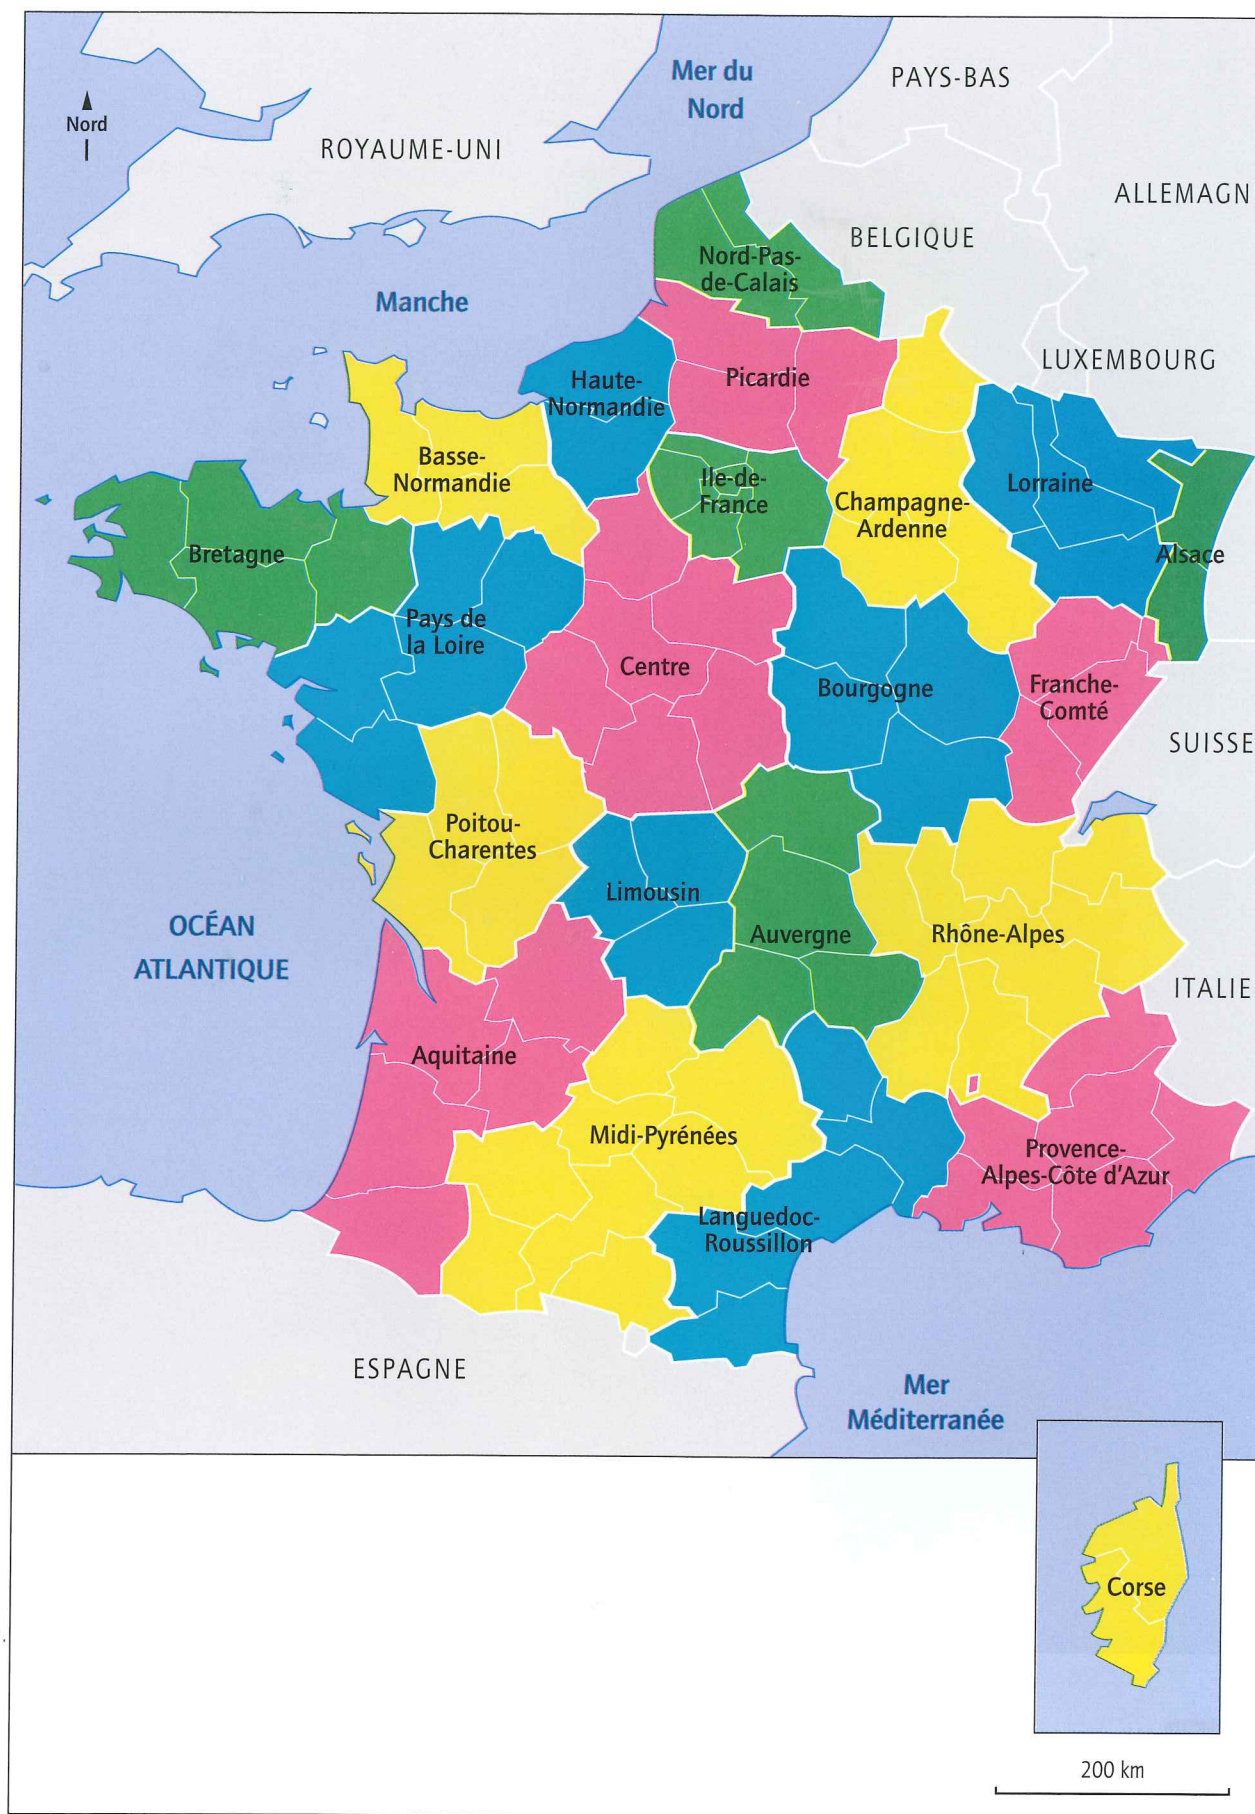 Mer du
Nord
PAYS-BAS
Nord
ROYAUME-UNI
ALLEMAGN
BELGIQUE
Nord-Pas-
de-Calais
Manche
LUXEMBOURG
Haute-
Normandie
Picardie
Basse-
Normandie
Ile-de-
France
Champagne-
Ardenne
Lorraine
Alsace
Bretagne
Pays de
la Loire
Centre
Bourgogne
Franche-
Comté
SUISSE
Poitou-
Charentes
Limousin
Auvergne
Rhône-Alpes
OCÉAN
ATLANTIQUE
ITALIE
Aquitaine
Midi-Pyrénées
Provence-
Alpes-Côte d'Azur
Languedoc-
Roussillon
ESPAGNE
Mer
Méditerranée
Corse
200 km